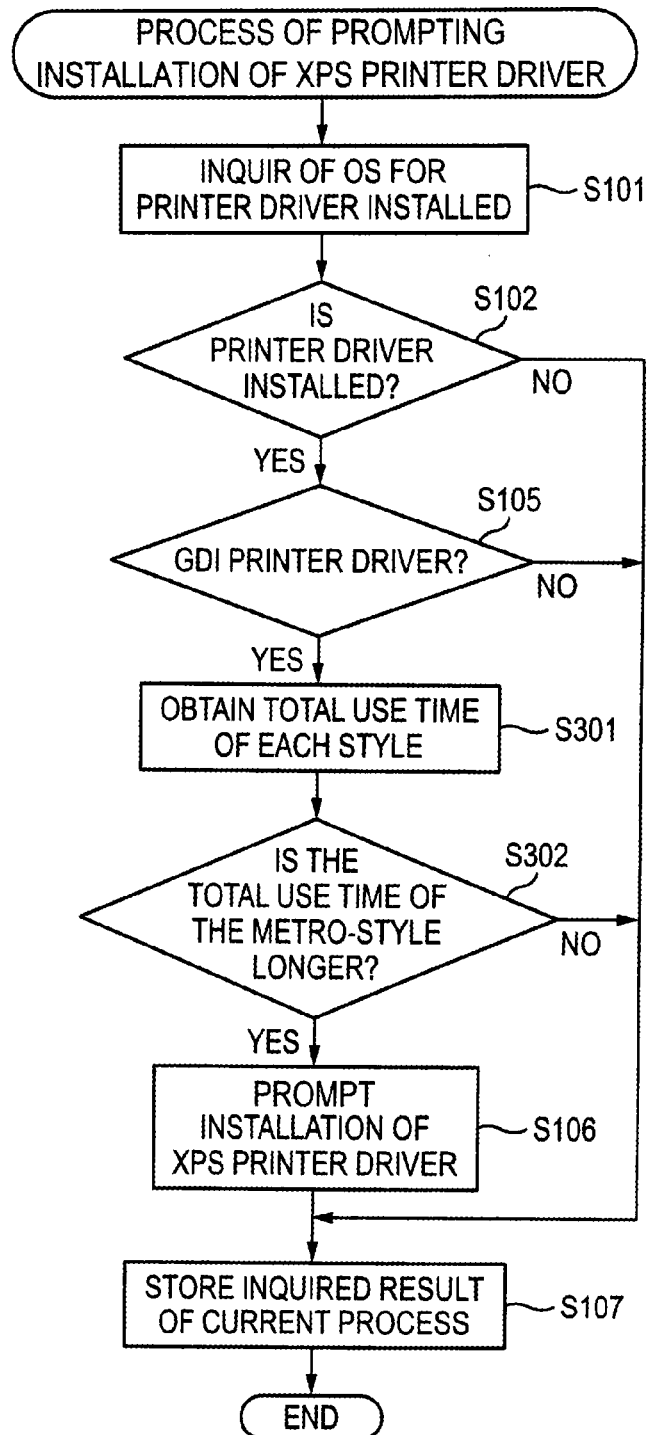 PROCESS OF PROMPTING
INSTALLATION OF XPS PRINTER DRIVER
INQUIR OF OS FOR
PRINTER DRIVER INSTALLED
S101
S102
IS
PRINTER DRIVER
INSTALLED?
NO
YES
S105
GDI PRINTER DRIVER?
NO
YES
OBTAIN TOTAL USE TIME
OF EACH STYLE
S301
S302
IS THE
TOTAL USE TIME OF
THE METRO-STYLE
LONGER?
NO
YES
PROMPT
INSTALLATION OF
XPS PRINTER DRIVER
S106
STORE INQUIRED RESULT
OF CURRENT PROCESS
S107
END